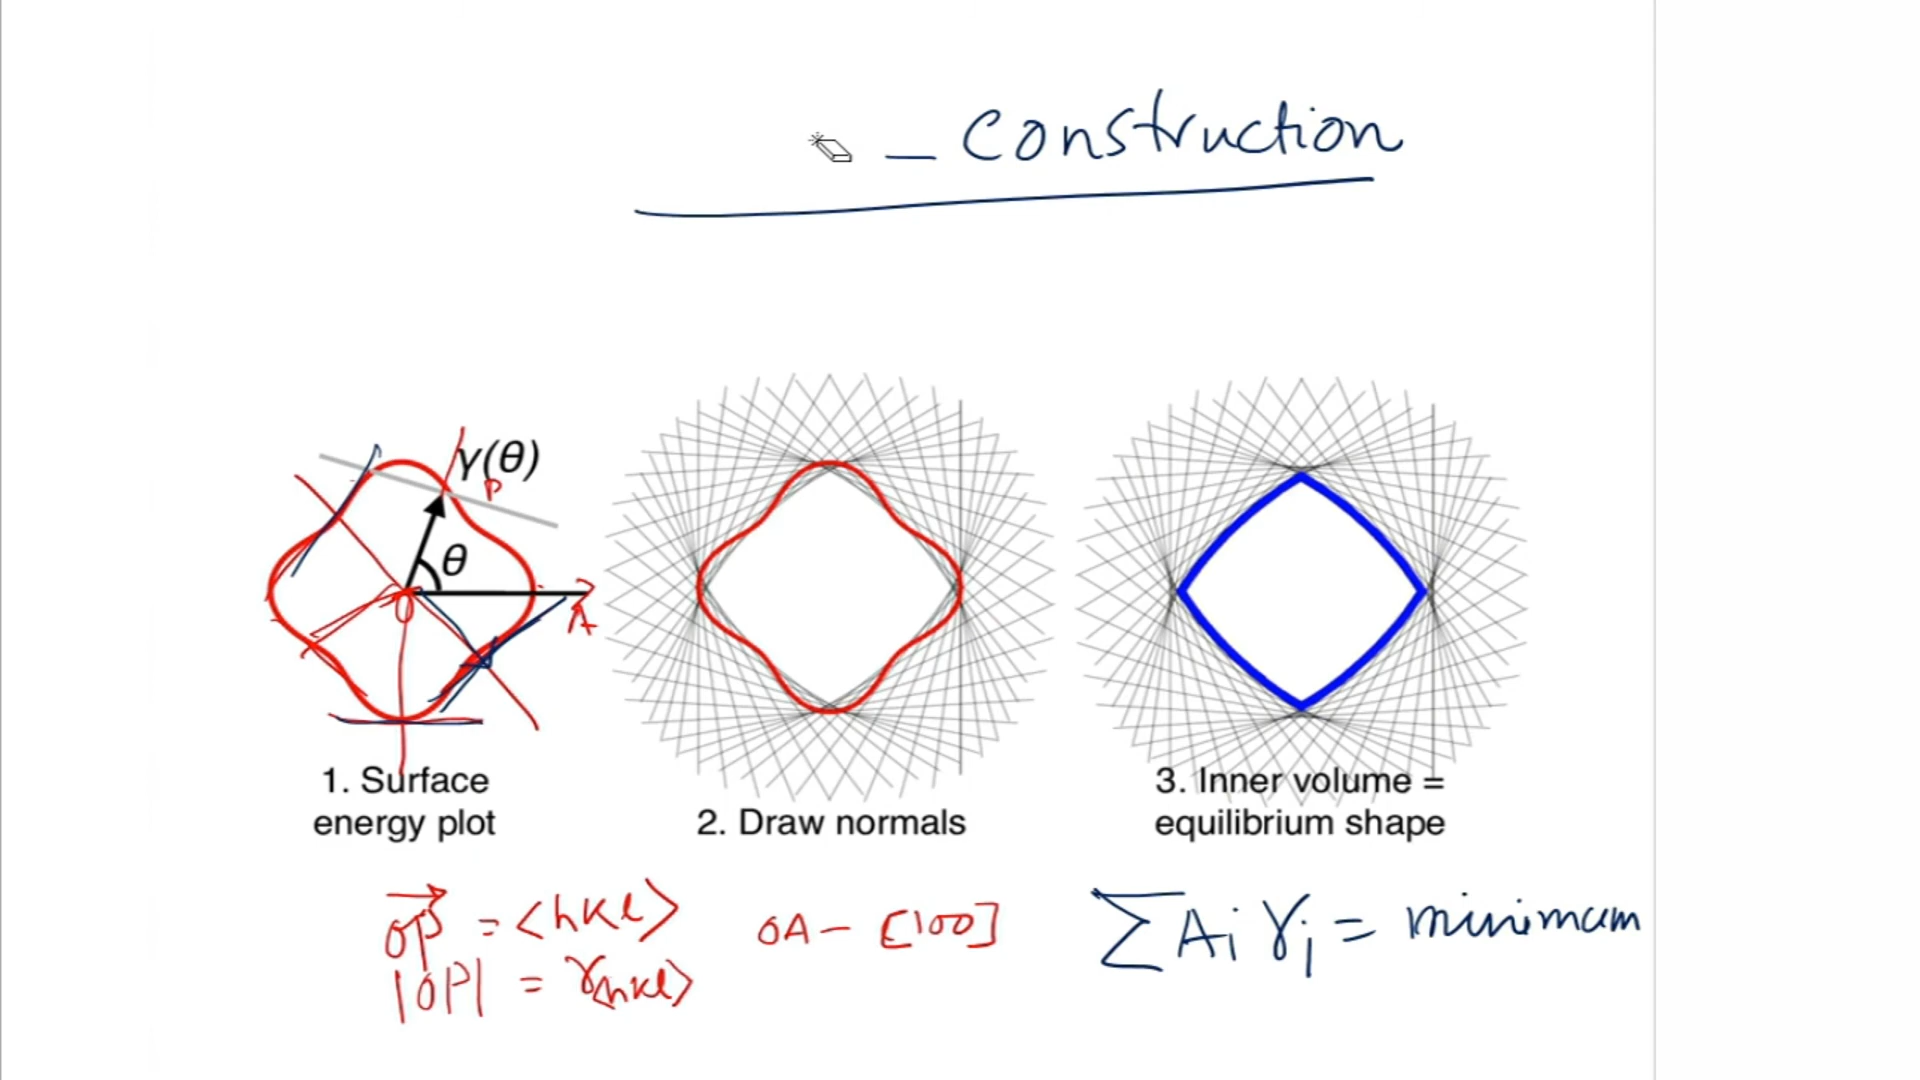 – Construction
γ(θ)
P
θ
O
A
1. Surface
energy plot
2. Draw normals
3. Inner volume =
equilibrium shape
OP = <hkl>
|OP| = γ<hkl>
OA – [100]
∑ Ai γi = minimum